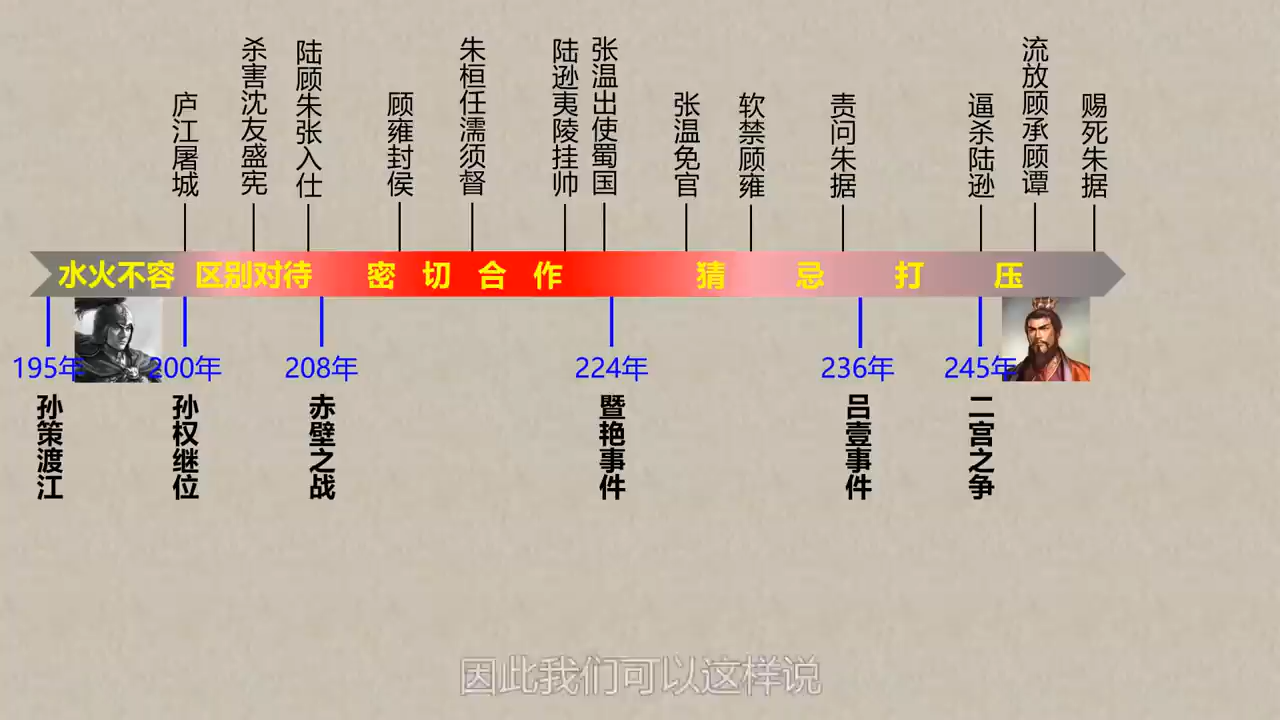 庐江屠城
杀害沈友盛宪
陆顾朱张入仕
顾雍封侯
朱桓任濡须督
陆逊夷陵挂帅
张温出使蜀国
张温免官
软禁顾雍
责问朱据
逼杀陆逊
流放顾承顾谭
赐死朱据
水火不容 区别对待 密切合作 猜忌打压
195年
200年
208年
224年
236年
245年
孙策渡江
孙权继位
赤壁之战
暨艳事件
吕壹事件
二宫之争
因此我们可以这样说